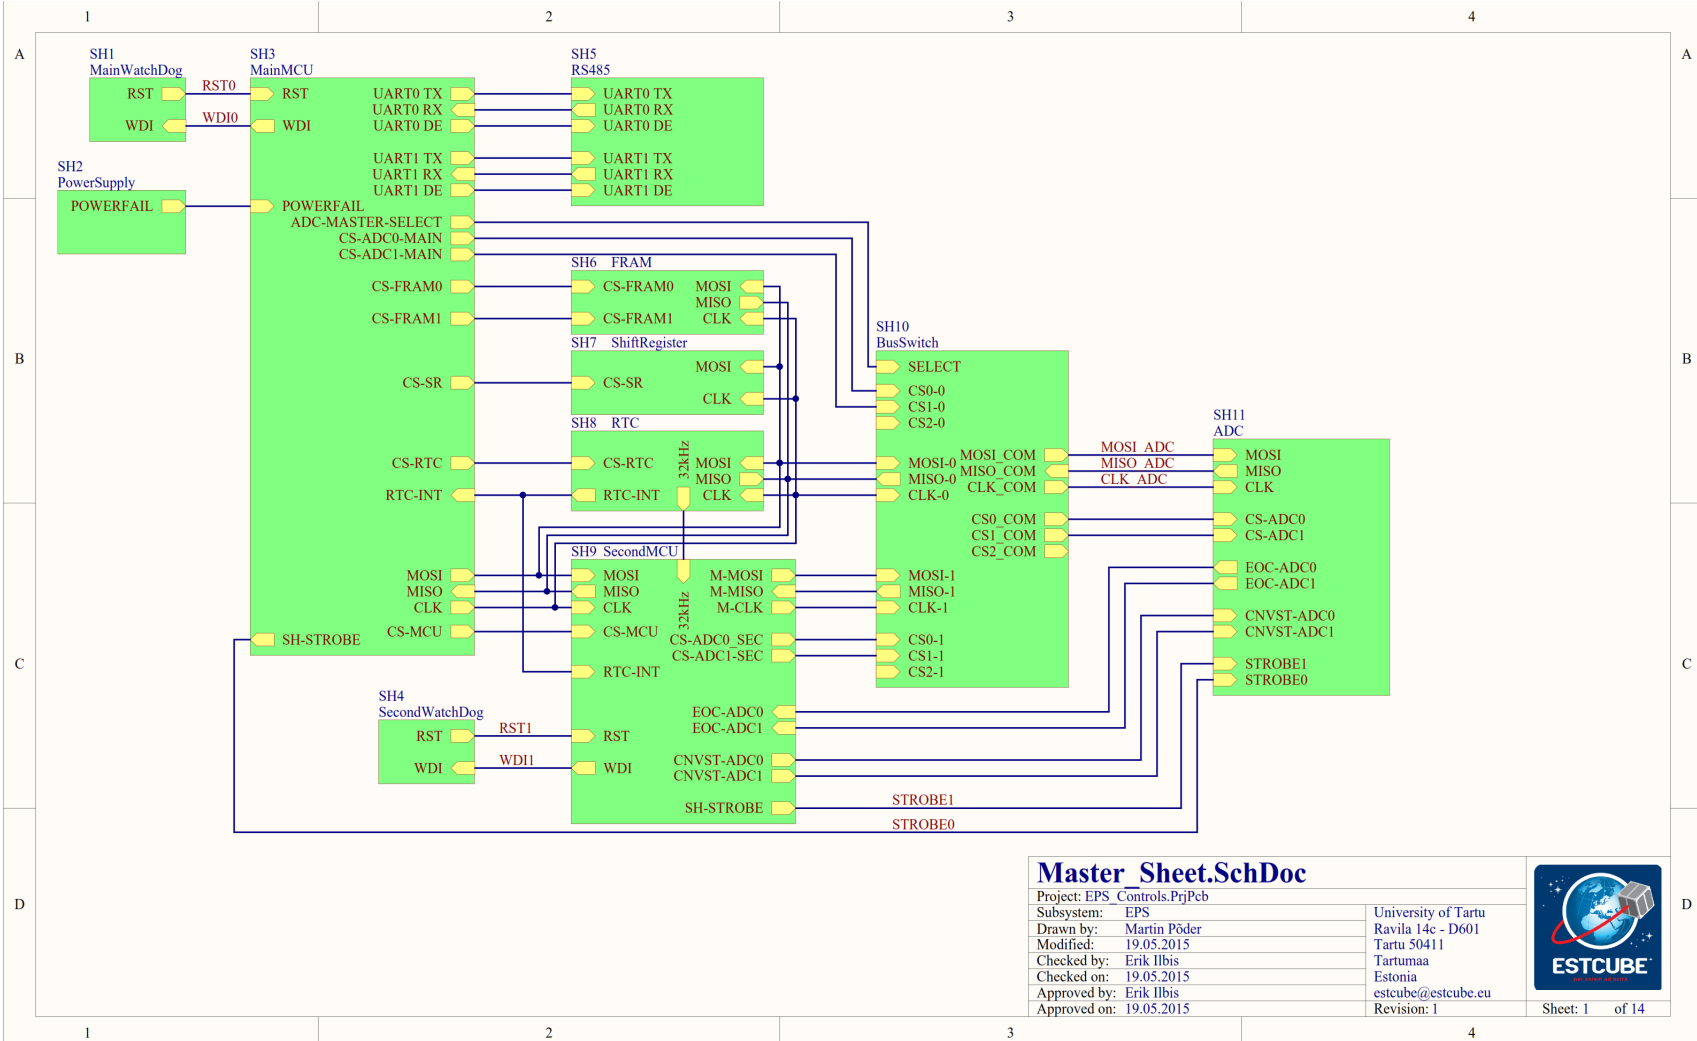 1 2 3 4
A A
SH1
MainWatchDog
RST
WDI
RST0
WDI0
SH2
PowerSupply
POWERFAIL
SH3
MainMCU
RST
WDI
POWERFAIL
UART0 TX
UART0 RX
UART0 DE
UART1 TX
UART1 RX
UART1 DE
ADC-MASTER-SELECT
CS-ADC0-MAIN
CS-ADC1-MAIN
CS-FRAM0
CS-FRAM1
CS-SR
CS-RTC
RTC-INT
MOSI
MISO
CLK
CS-MCU
SH-STROBE
SH5
RS485
UART0 TX
UART0 RX
UART0 DE
UART1 TX
UART1 RX
UART1 DE
B B
SH6 FRAM
CS-FRAM0 MOSI
MISO
CS-FRAM1 CLK
SH7 ShiftRegister
MOSI
CS-SR
CLK
SH8 RTC
32kHz
CS-RTC MOSI
MISO
RTC-INT CLK
SH9 SecondMCU
32kHz
MOSI M-MOSI
MISO M-MISO
CLK M-CLK
CS-MCU
CS-ADC0_SEC
CS-ADC1-SEC
RTC-INT
EOC-ADC0
EOC-ADC1
RST
WDI
CNVST-ADC0
CNVST-ADC1
SH-STROBE
C C
SH4
SecondWatchDog
RST
WDI
RST1
WDI1
SH10
BusSwitch
SELECT
CS0-0
CS1-0
CS2-0
MOSI-0
MISO-0
CLK-0
MOSI_COM
MISO_COM
CLK_COM
CS0_COM
CS1_COM
CS2_COM
MOSI-1
MISO-1
CLK-1
CS0-1
CS1-1
CS2-1
MOSI_ADC
MISO_ADC
CLK_ADC
SH11
ADC
MOSI
MISO
CLK
CS-ADC0
CS-ADC1
EOC-ADC0
EOC-ADC1
CNVST-ADC0
CNVST-ADC1
STROBE1
STROBE0
STROBE1
STROBE0
D D
Master_Sheet.SchDoc
Project: EPS_Controls.PrjPcb
Subsystem: EPS
Drawn by: Martin Põder
Modified: 19.05.2015
Checked by: Erik Ilbis
Checked on: 19.05.2015
Approved by: Erik Ilbis
Approved on: 19.05.2015
University of Tartu
Ravila 14c - D601
Tartu 50411
Tartumaa
Estonia
estcube@estcube.eu
Revision: 1
ESTCUBE
Sheet: 1 of 14
1 2 3 4